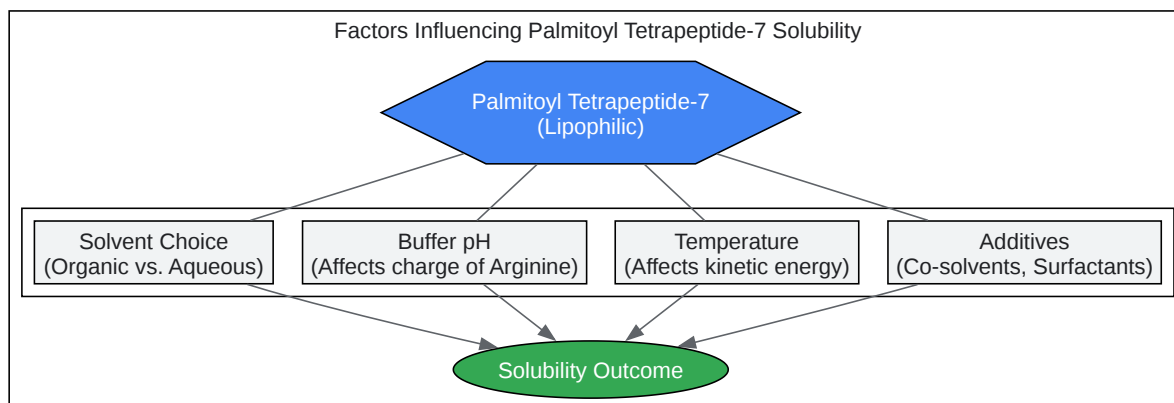 Factors Influencing Palmitoyl Tetrapeptide-7 Solubility
Palmitoyl Tetrapeptide-7
(Lipophilic)
Solvent Choice
(Organic vs. Aqueous)
Buffer pH
(Affects charge of Arginine)
Temperature
(Affects kinetic energy)
Additives
(Co-solvents, Surfactants)
Solubility Outcome